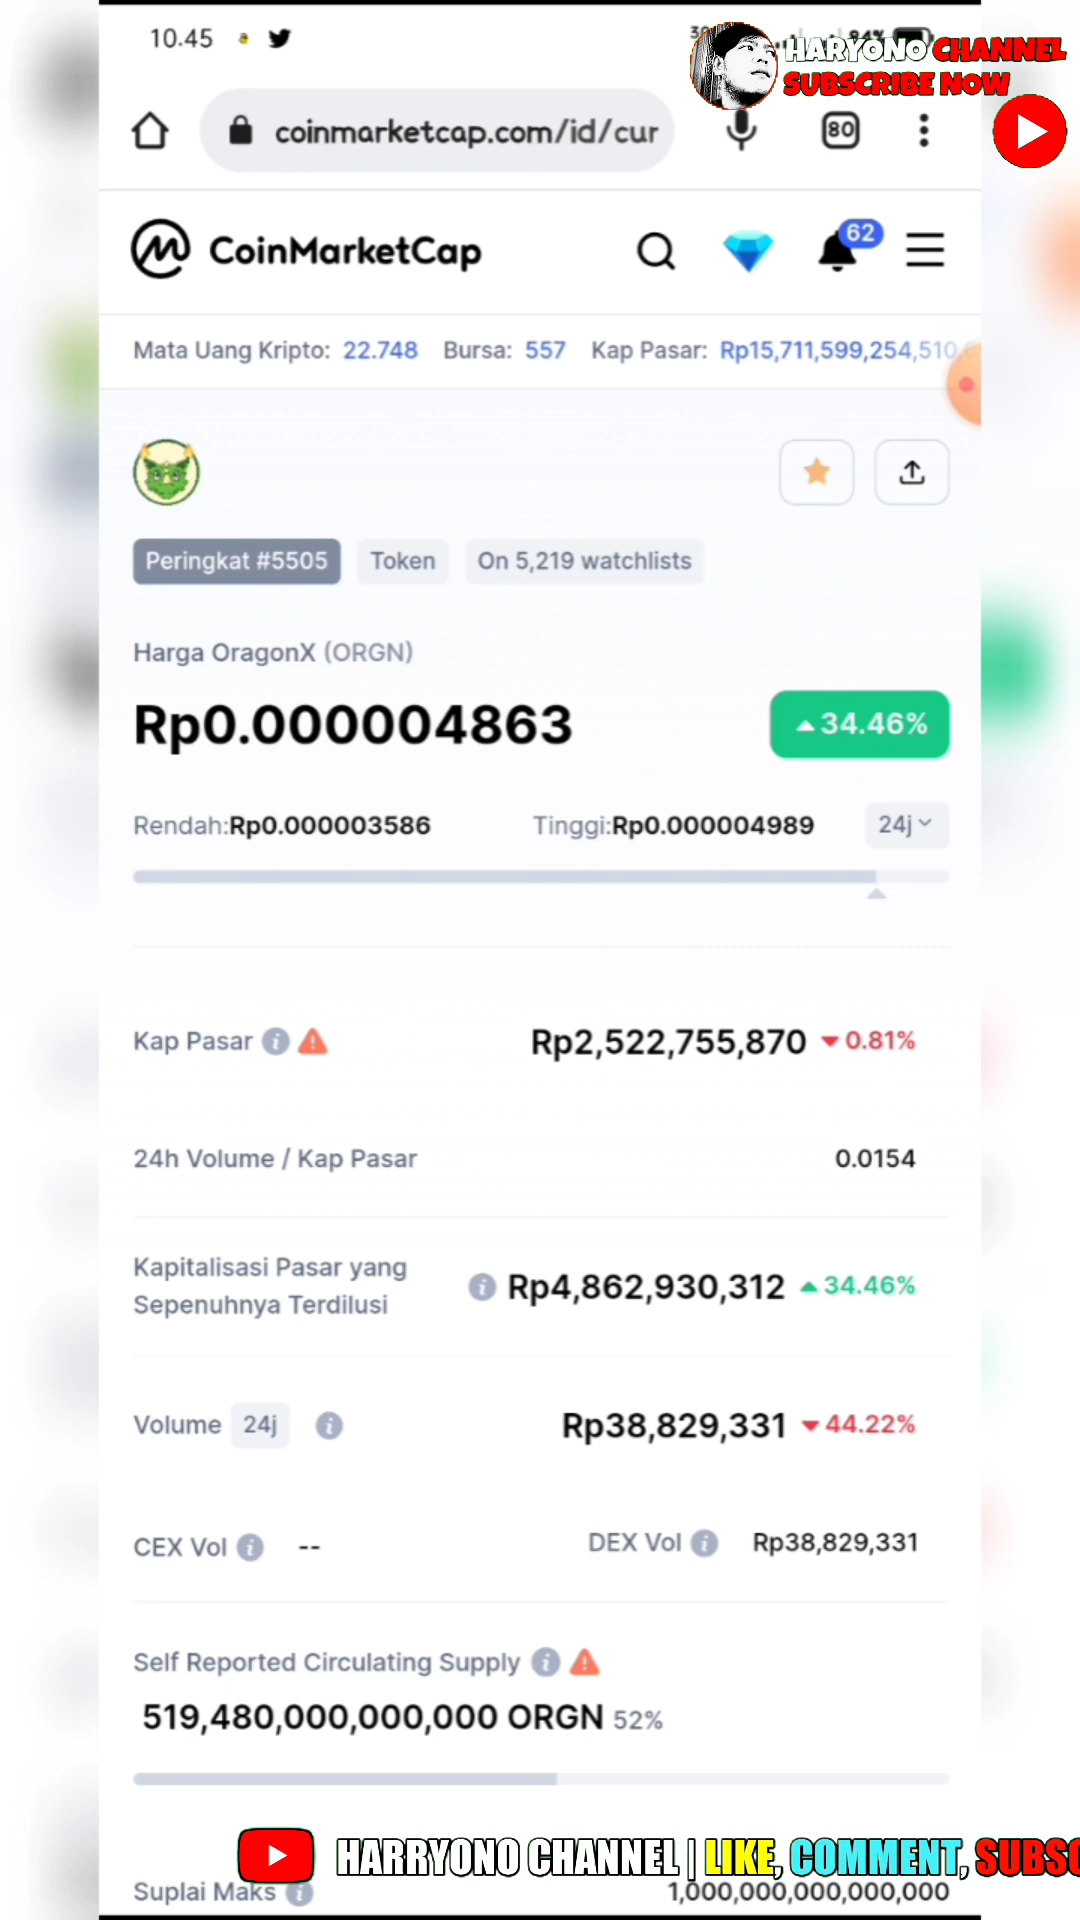 10.45
HARYONO CHANNEL
SUBSCRIBE NOW
coinmarketcap.com/id/cur
80
CoinMarketCap
62
Mata Uang Kripto: 22.748 Bursa: 557 Kap Pasar: Rp15,711,599,254,510,
Peringkat #5505 Token On 5,219 watchlists
Harga OragonX (ORGN)
Rp0.000004863
34.46%
Rendah:Rp0.000003586 Tinggi:Rp0.000004989 24j
Kap Pasar Rp2,522,755,870 0.81%
24h Volume / Kap Pasar 0.0154
Kapitalisasi Pasar yang
Sepenuhnya Terdilusi Rp4,862,930,312 34.46%
Volume 24j Rp38,829,331 44.22%
CEX Vol -- DEX Vol Rp38,829,331
Self Reported Circulating Supply
519,480,000,000,000 ORGN 52%
HARRYONO CHANNEL | LIKE, COMMENT, SUBSC
Suplai Maks 1,000,000,000,000,000